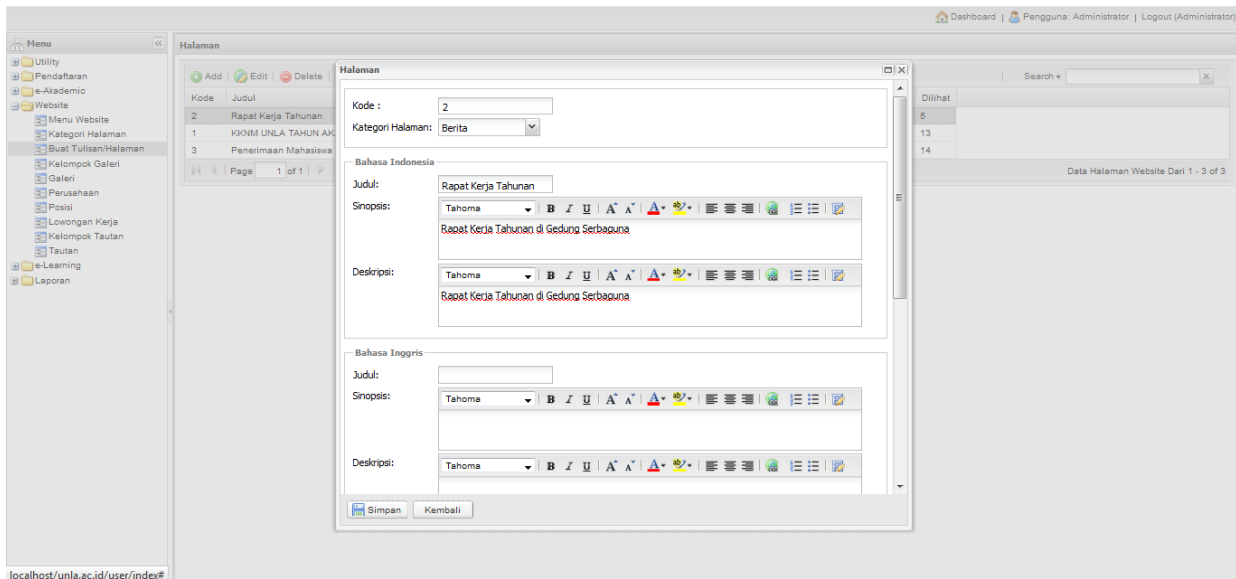 Dashboard | Pengguna: Administrator | Logout (Administrator)
Menu
Utility
Pendaftaran
e-Akademic
Website
Menu Website
Kategori Halaman
Buat Tulisan/Halaman
Kelompok Galeri
Galeri
Perusahaan
Posisi
Lowongan Kerja
Kelompok Tautan
Tautan
e-Learning
Laporan
Halaman
Add | Edit | Delete | Search
Kode Judul Dilihat
2 Rapat Kerja Tahunan 5
1 KKNM UNLA TAHUN 13
3 Penerimaan Mahasiswa 14
Page 1 of 1 Data Halaman Website Dari 1 - 3 of 3
Halaman
Kode : 2
Kategori Halaman: Berita
Bahasa Indonesia
Judul: Rapat Kerja Tahunan
Sinopsis: Tahoma B I U A A A ab
Rapat Kerja Tahunan di Gedung Serbaguna
Deskripsi: Tahoma B I U A A A ab
Rapat Kerja Tahunan di Gedung Serbaguna
Bahasa Inggris
Judul:
Sinopsis: Tahoma B I U A A A ab
Deskripsi: Tahoma B I U A A A ab
Simpan Kembali
localhost/unla.ac.id/user/index#